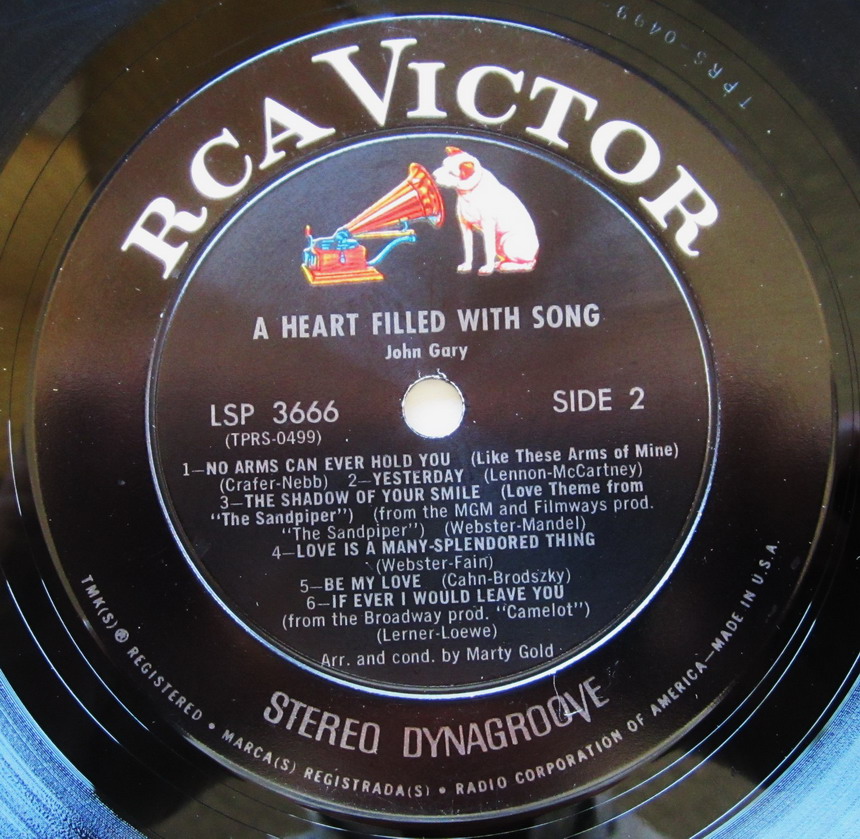 TPRS-0499
RCA VICTOR
A HEART FILLED WITH SONG
John Gary
LSP 3666
(TPRS-0499)
SIDE 2
1—NO ARMS CAN EVER HOLD YOU (Like These Arms of Mine)
(Crafer-Nebb) 2—YESTERDAY (Lennon-McCartney)
3—THE SHADOW OF YOUR SMILE (Love Theme from
"The Sandpiper") (from the MGM and Filmways prod.
"The Sandpiper") (Webster-Mandel)
4—LOVE IS A MANY-SPLENDORED THING
(Webster-Fain)
5—BE MY LOVE (Cahn-Brodszky)
6—IF EVER I WOULD LEAVE YOU
(from the Broadway prod. "Camelot")
(Lerner-Loewe)
Arr. and cond. by Marty Gold
STEREO DYNAGROOVE
TMK(S) ® REGISTERED • MARCA(S) REGISTRADA(S) • RADIO CORPORATION OF AMERICA—MADE IN U.S.A.